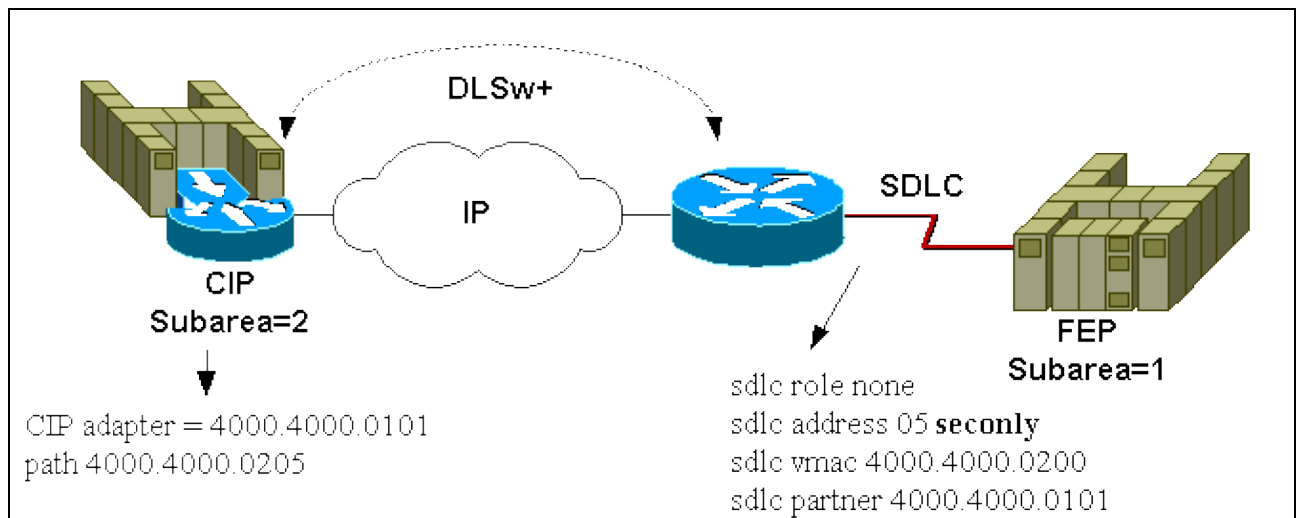 DLSw+
IP
SDLC
CIP
Subarea=2
FEP
Subarea=1
CIP adapter = 4000.4000.0101
path 4000.4000.0205
sdlc role none
sdlc address 05 seconly
sdlc vmac 4000.4000.0200
sdlc partner 4000.4000.0101